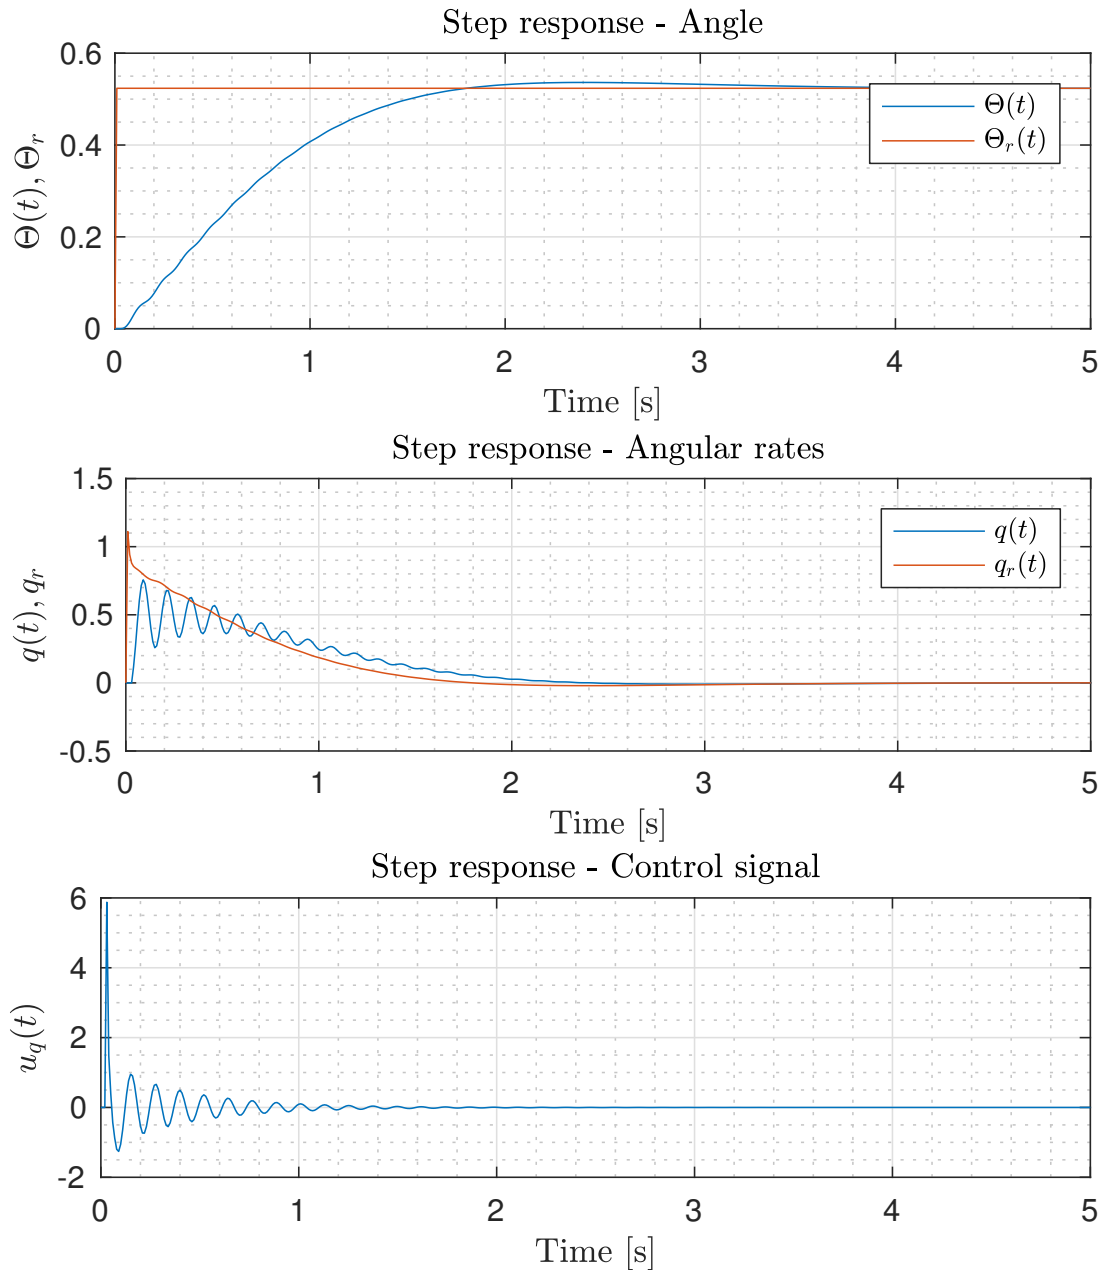 Step response - Angle
Θ(t), Θ_r
0.6
0.4
0.2
0
Θ(t)
Θ_r(t)
0 1 2 3 4 5
Time [s]
Step response - Angular rates
q(t), q_r
1.5
1
0.5
0
-0.5
q(t)
q_r(t)
0 1 2 3 4 5
Time [s]
Step response - Control signal
u_q(t)
6
4
2
0
-2
0 1 2 3 4 5
Time [s]